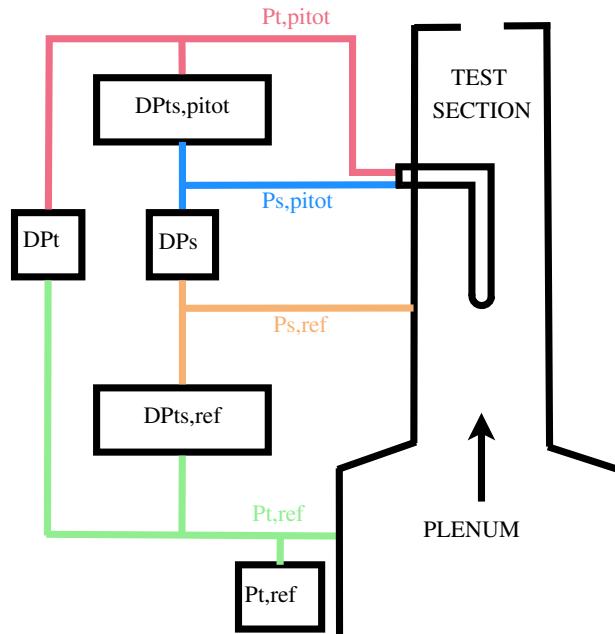 Pt,pitot
TEST
SECTION
DPts,pitot
Ps,pitot
DPt
DPs
Ps,ref
DPts,ref
Pt,ref
PLENUM
Pt,ref